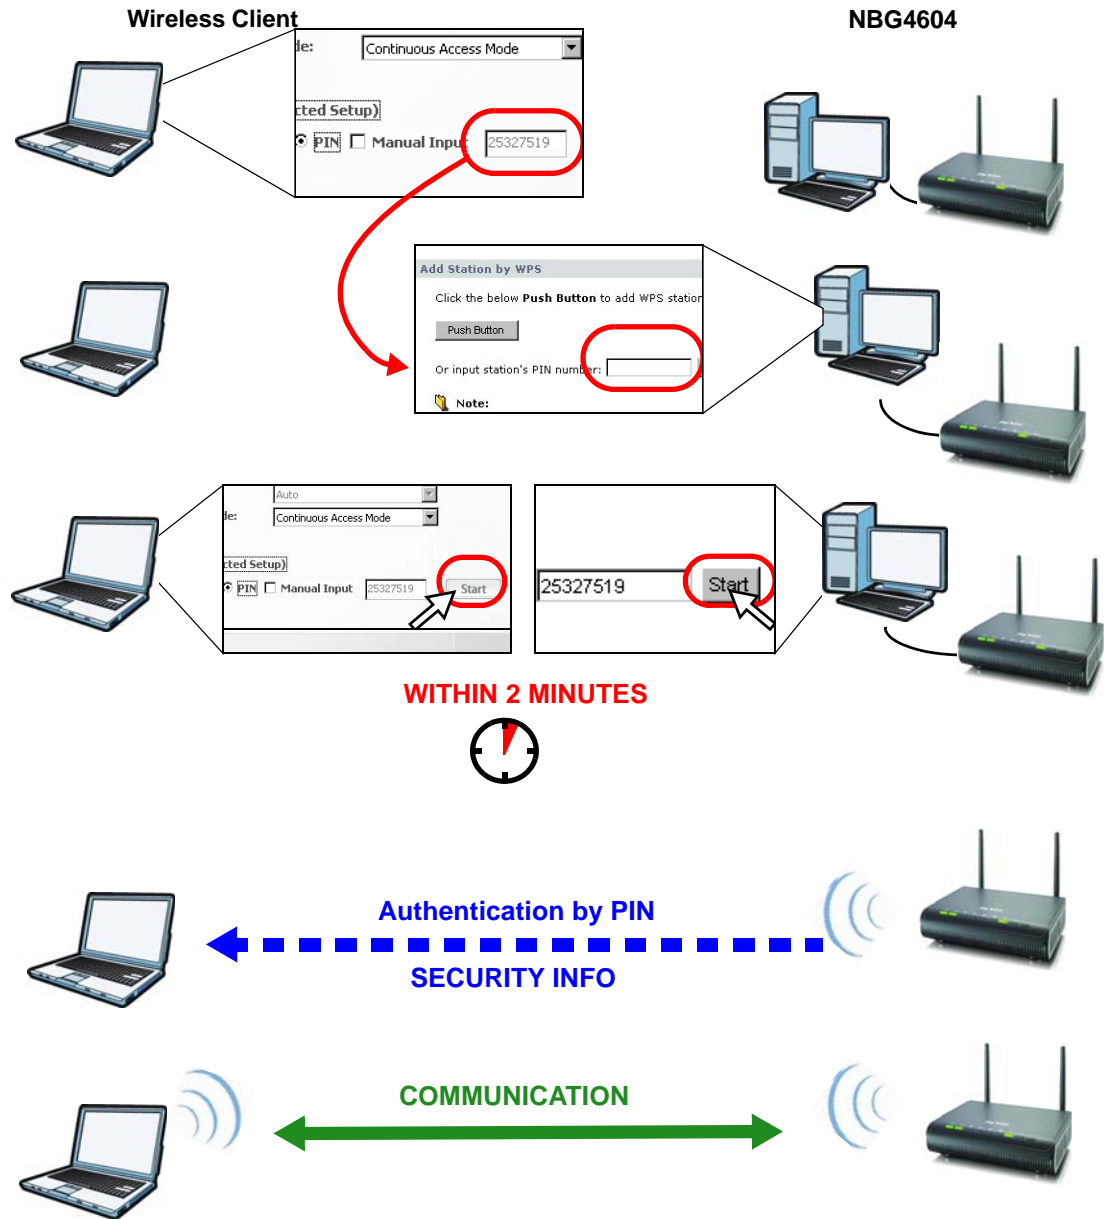 Wireless Client
NBG4604
de:
Continuous Access Mode
cted Setup)
PIN
Manual Input
25327519
Add Station by WPS
Click the below Push Button to add WPS station
Push Button
Or input station's PIN number:
Note:
Auto
de:
Continuous Access Mode
cted Setup)
PIN
Manual Input
25327519
Start
25327519
Start
WITHIN 2 MINUTES
Authentication by PIN
SECURITY INFO
COMMUNICATION